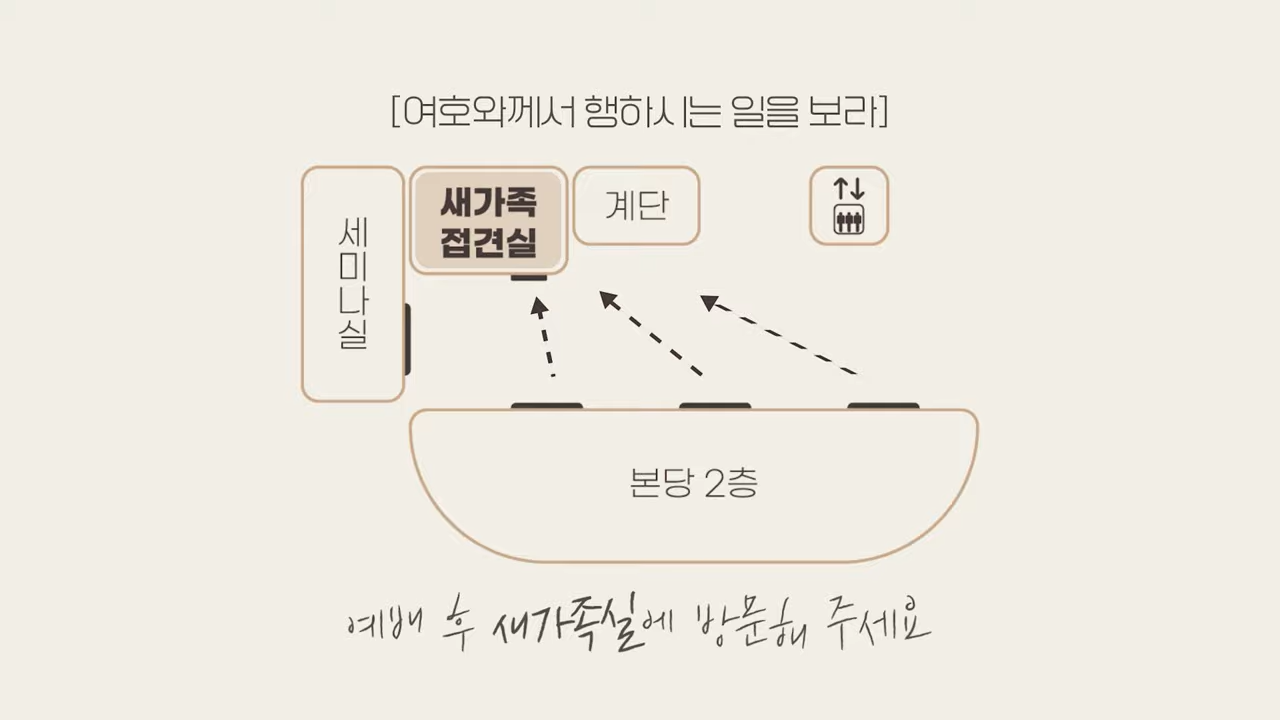 [여호와께서 행하시는 일을 보라]
세미나실
새가족
접견실
계단
본당 2층
예배 후 새가족실에 방문해 주세요